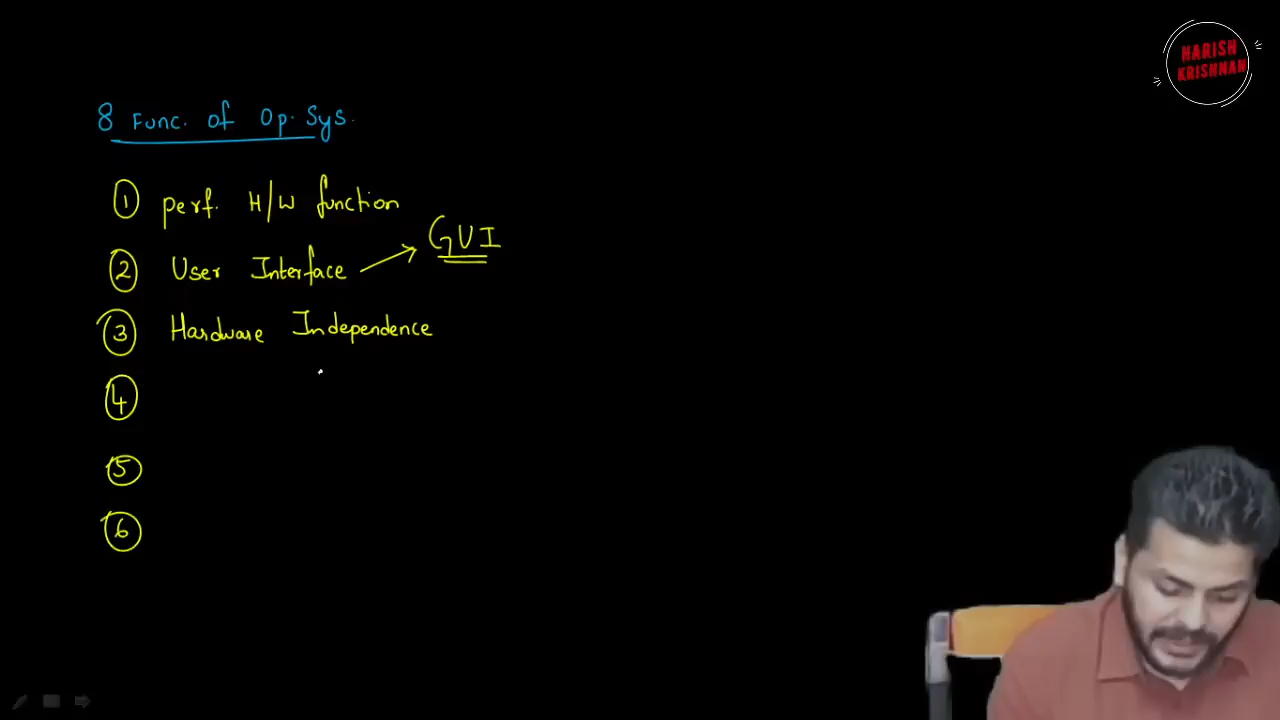 HARISH
KRISHNAN
8 Func. of Op. Sys.
1 perf. H/W function
GUI
2 User Interface
3 Hardware Independence
4
5
6